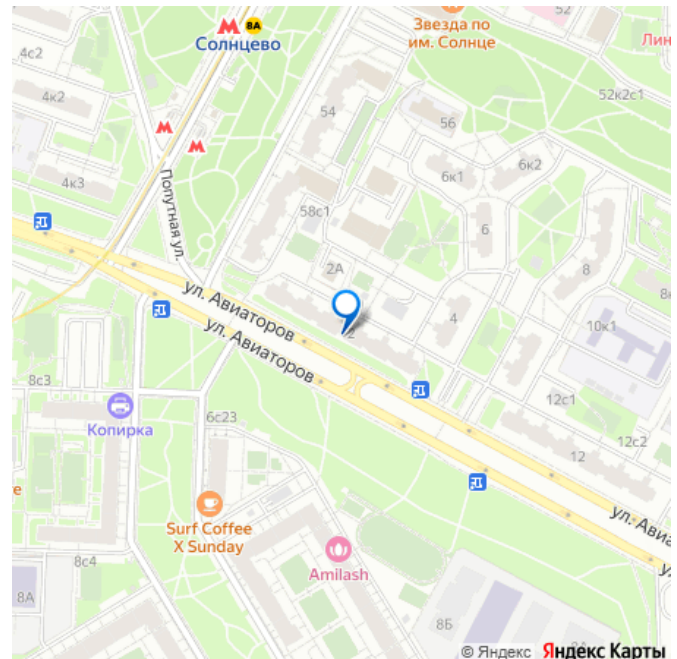 М 8А
Солнцево
Звезда по
им. Солнце
Лин
4с2
4к2
54
56
52к2с1
М
М
4к3
6к1
6к2
Попутная ул.
58с1
6
2А
8
8к
ул. Авиаторов
2
4
10к1
ул. Авиаторов
8с3
12с1
Копирка
6с23
12с2
12
е
Surf Coffee
X Sunday
ул. Авиа
Amilash
8с4
8А
8Б
© Яндекс Яндекс Карты